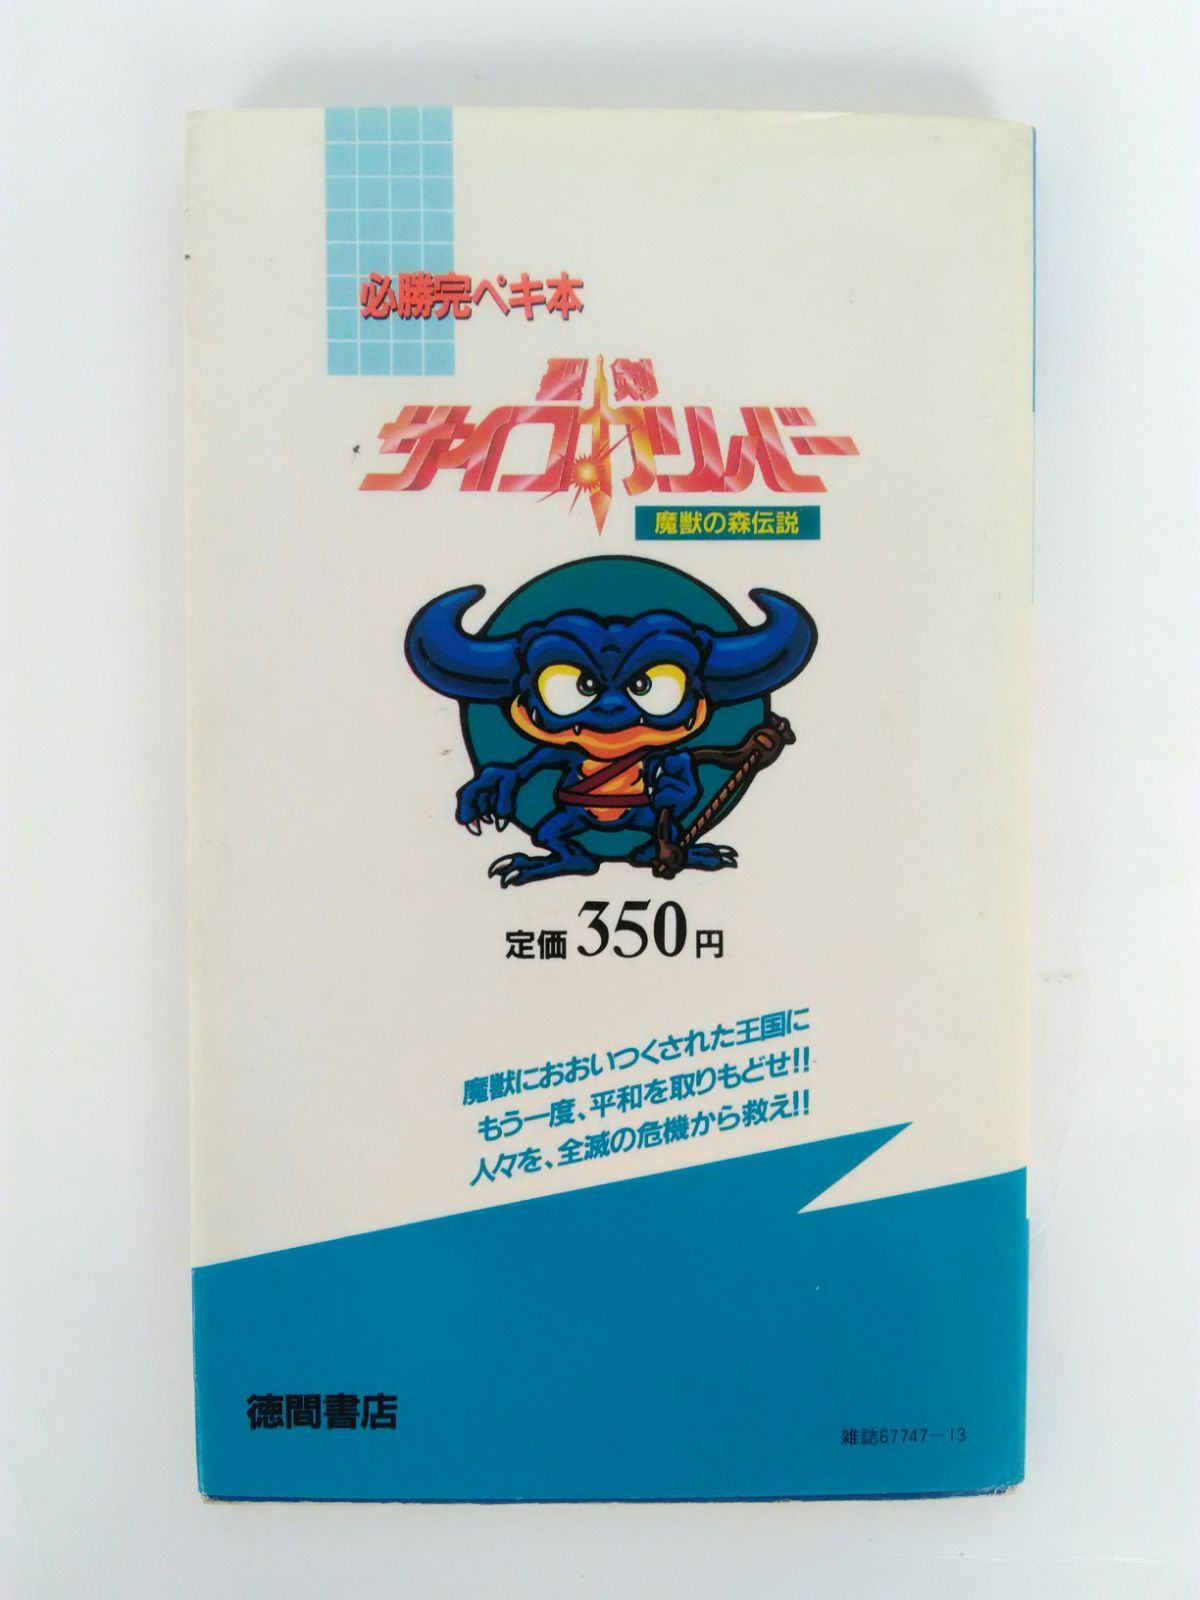 必勝完ペキ本
聖剣
サイコカリバー
魔獣の森伝説
定価350円
魔獣におおいつくされた王国に
もう一度、平和を取りもどせ!!
人々を、全滅の危機から救え!!
徳間書店
雑誌67747-13